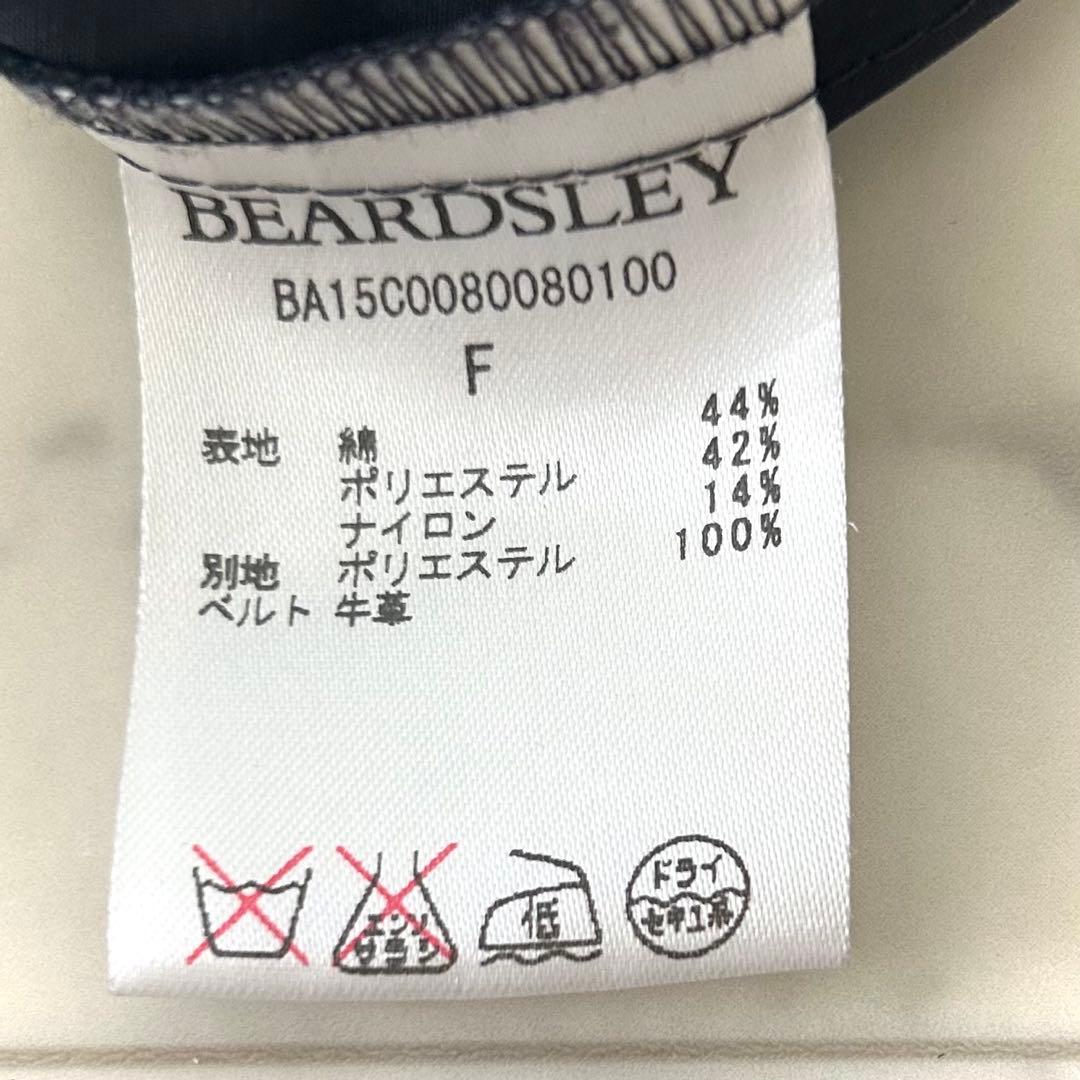 BEARDSLEY
BA15C0080080100
F
表地 綿 44%
ポリエステル 42%
ナイロン 14%
別地 ポリエステル 100%
ベルト 牛革
エンソ
サラシ
低
ドライ
セキユ系